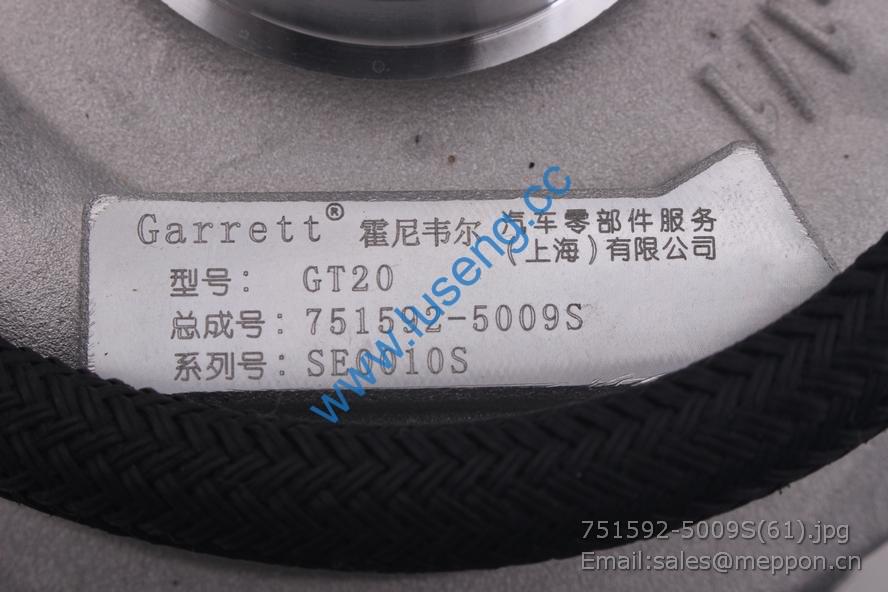 Garrett® 霍尼韦尔 汽车零部件服务
(上海)有限公司
型号: GT20
总成号: 751592-5009S
系列号: SE0010S
www.luseng.cc
751592-5009S(61).jpg
Email:sales@meppon.cn